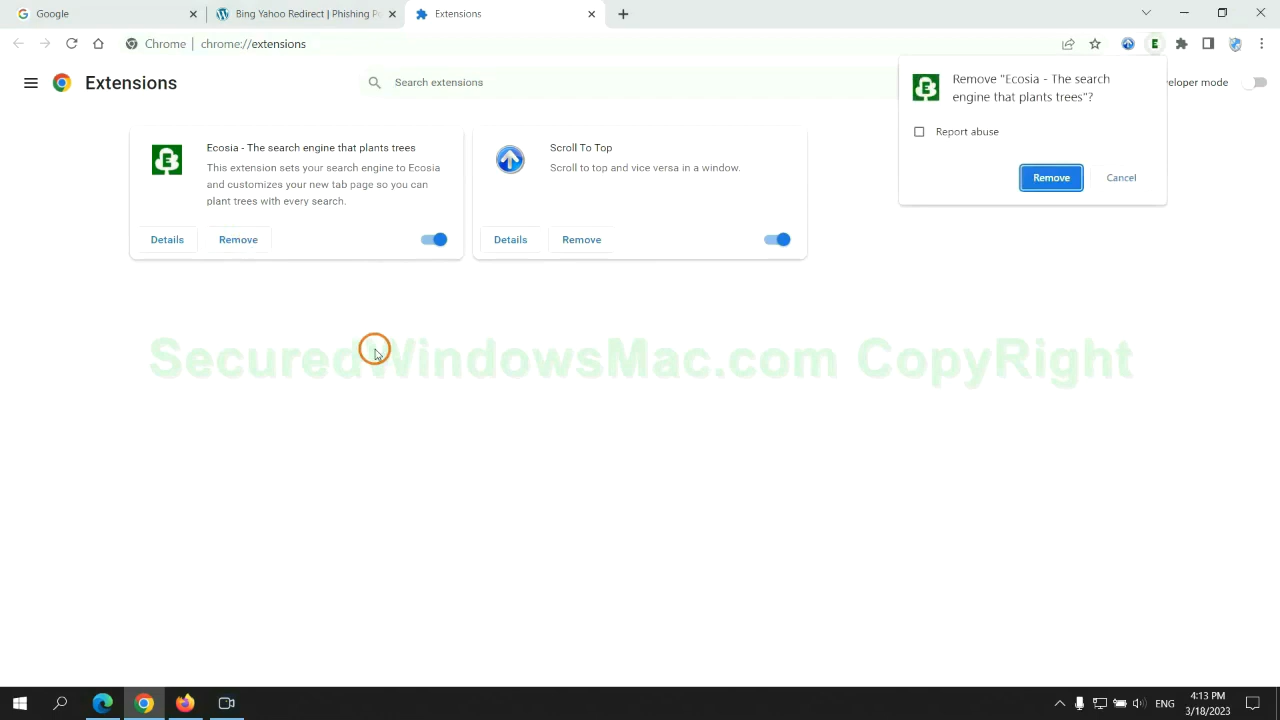 Google
Bing Yahoo Redirect | Phishing Pe
Extensions
Chrome | chrome://extensions
Extensions
Search extensions
eloper mode
Remove "Ecosia - The search
engine that plants trees"?
Report abuse
Remove
Cancel
Ecosia - The search engine that plants trees
This extension sets your search engine to Ecosia
and customizes your new tab page so you can
plant trees with every search.
Details
Remove
Scroll To Top
Scroll to top and vice versa in a window.
Details
Remove
SecuredWindowsMac.com CopyRight
ENG
4:13 PM
3/18/2023